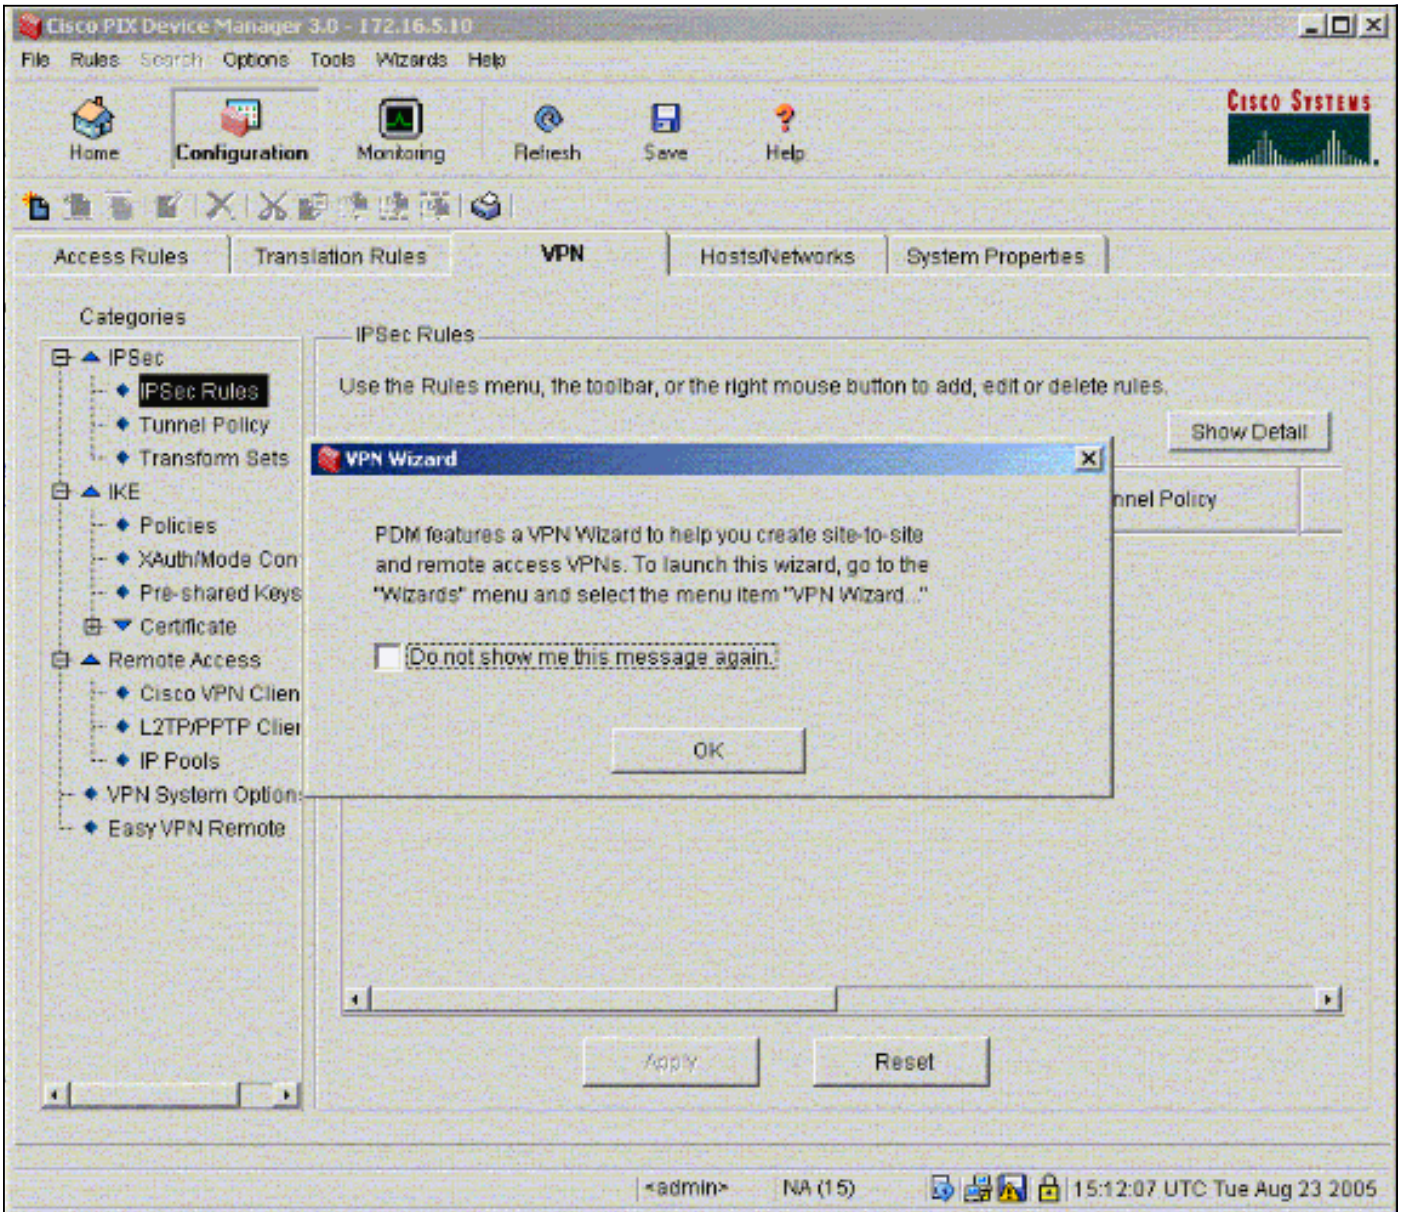 Cisco PIX Device Manager 3.0 - 172.16.5.10
File Rules Search Options Tools Wizards Help
Home Configuration Monitoring Refresh Save Help
CISCO SYSTEMS
Access Rules Translation Rules VPN Hosts/Networks System Properties
Categories
IPSec
IPSec Rules
Tunnel Policy
Transform Sets
IKE
Policies
XAuth/Mode Con
Pre-shared Keys
Certificate
Remote Access
Cisco VPN Clien
L2TP/PPTP Clier
IP Pools
VPN System Option
Easy VPN Remote
IPSec Rules
Use the Rules menu, the toolbar, or the right mouse button to add, edit or delete rules.
Show Detail
nnel Policy
VPN Wizard
PDM features a VPN Wizard to help you create site-to-site
and remote access VPNs. To launch this wizard, go to the
"Wizards" menu and select the menu item "VPN Wizard..."
Do not show me this message again.
OK
Apply Reset
<admin> NA (15) 15:12:07 UTC Tue Aug 23 2005